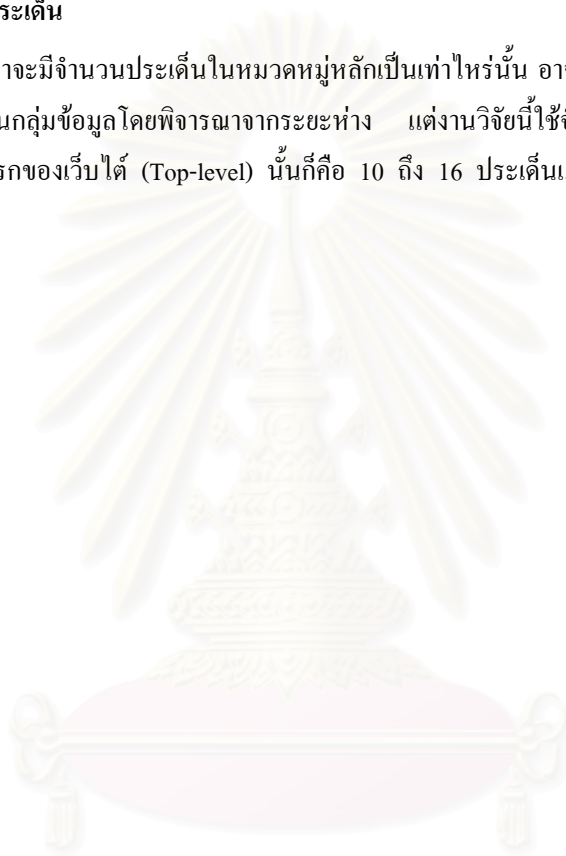 ระเด็น
าจะมีจำนวนประเด็นในหมวดหมู่หลักเป็นเท่าไหร่นั้น อาจ
นกลุ่มข้อมูลโดยพิจารณาจากระยะห่าง แต่งานวิจัยนี้ใช้จ
รกของเว็บไต์ (Top-level) นั้นก็คือ 10 ถึง 16 ประเด็นเ